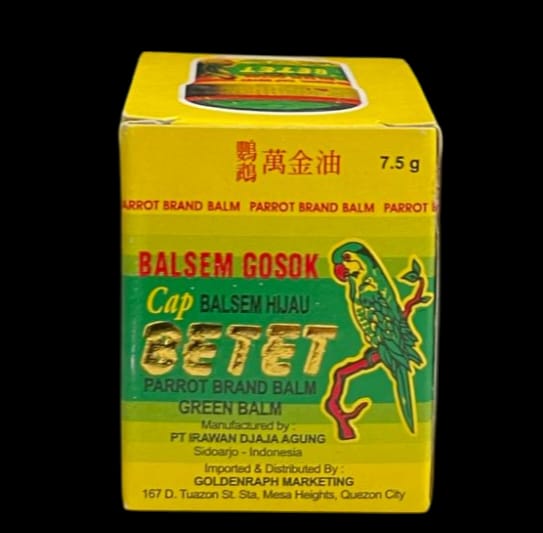 BETET
鸚鵡 萬金油 7.5 g
PARROT BRAND BALM PARROT BRAND BALM PARROT
BALSEM GOSOK
Cap BALSEM HIJAU
BETET
PARROT BRAND BALM
GREEN BALM
Manufactured by :
PT IRAWAN DJAJA AGUNG
Sidoarjo - Indonesia
Imported & Distributed By :
GOLDENRAPH MARKETING
167 D. Tuazon St. Sta, Mesa Heights, Quezon City